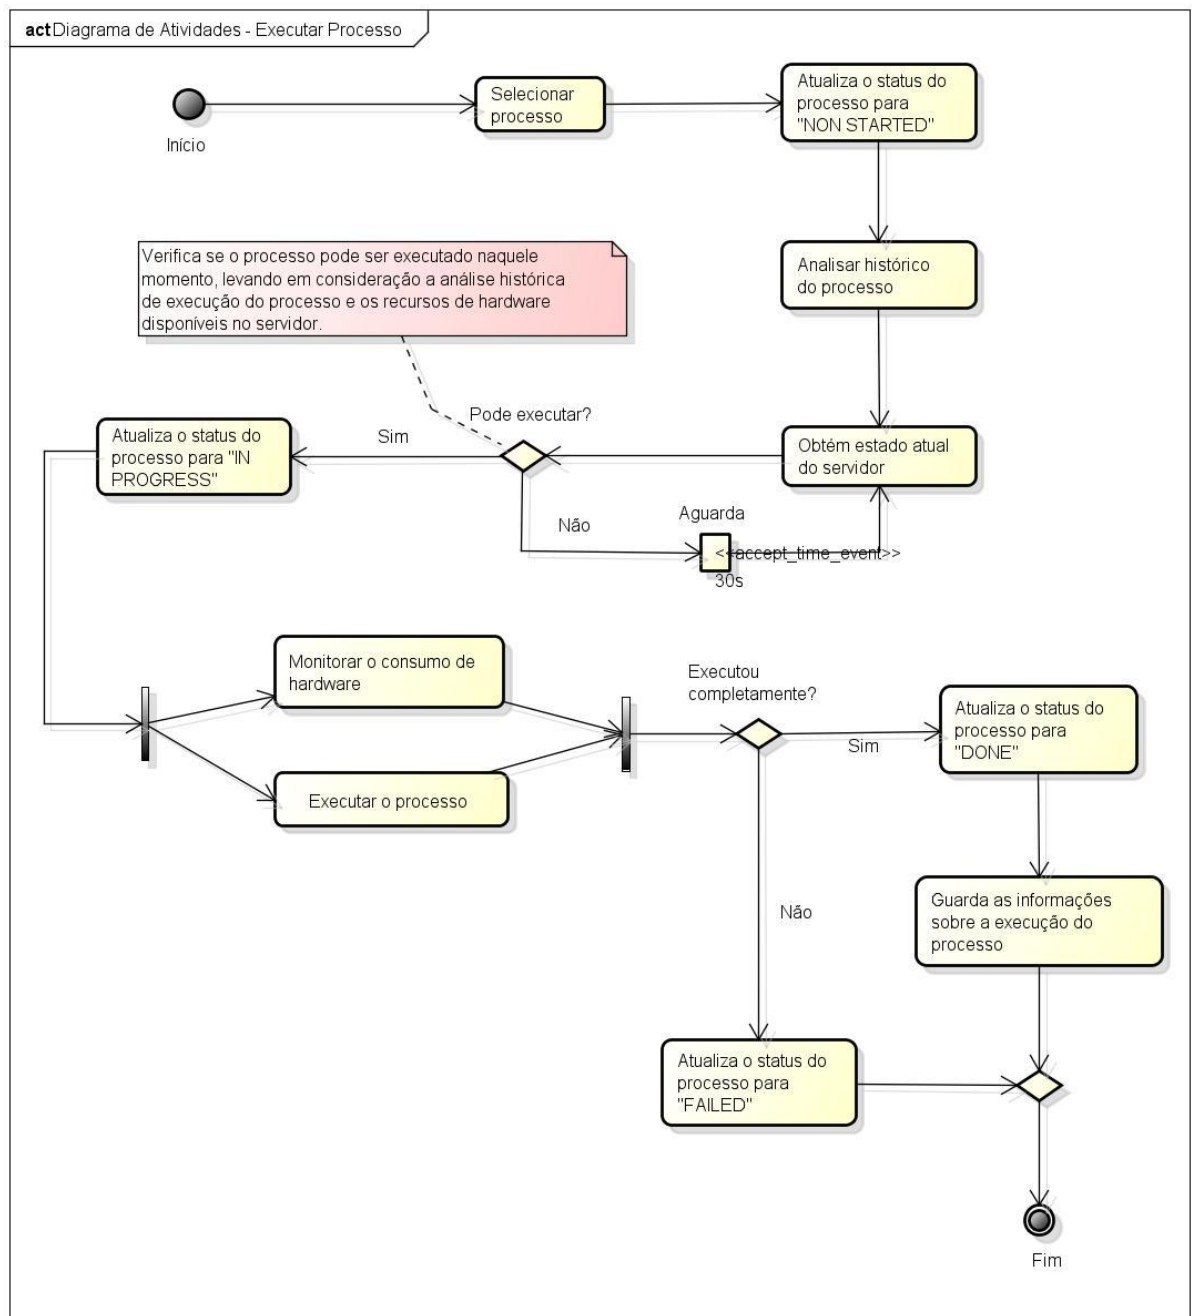 act Diagrama de Atividades - Executar Processo
Início
Selecionar
processo
Atualiza o status do
processo para
"NON STARTED"
Analisar histórico
do processo
Verifica se o processo pode ser executado naquele
momento, levando em consideração a análise histórica
de execução do processo e os recursos de hardware
disponíveis no servidor.
Pode executar?
Obtém estado atual
do servidor
Sim
Atualiza o status do
processo para "IN
PROGRESS"
Não
Aguarda
<<accept_time_event>>
30s
Monitorar o consumo de
hardware
Executar o processo
Executou
completamente?
Sim
Atualiza o status do
processo para
"DONE"
Não
Guarda as informações
sobre a execução do
processo
Atualiza o status do
processo para
"FAILED"
Fim